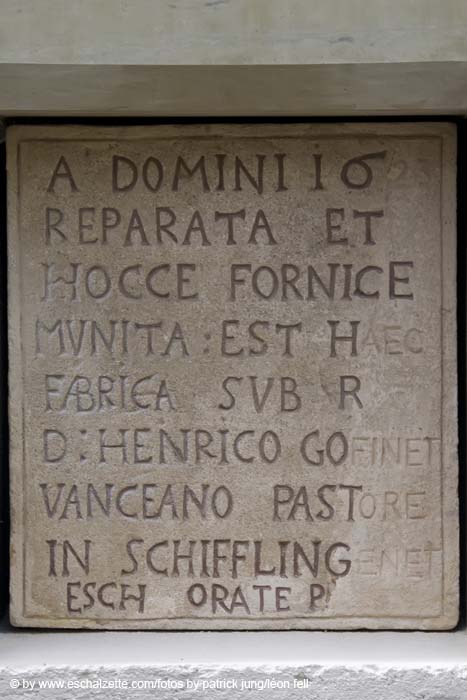 A DOMINI 16
REPARATA ET
HOCCE FORNICE
MVNITA : EST HAEC
FABRICA SVB R
D : HENRICO GOFINET
VANCEANO PASTORE
IN SCHIFFLINGENET
ESCH ORATE P
© by www.eschalzette.com/fotos by patrick jung/léon fell